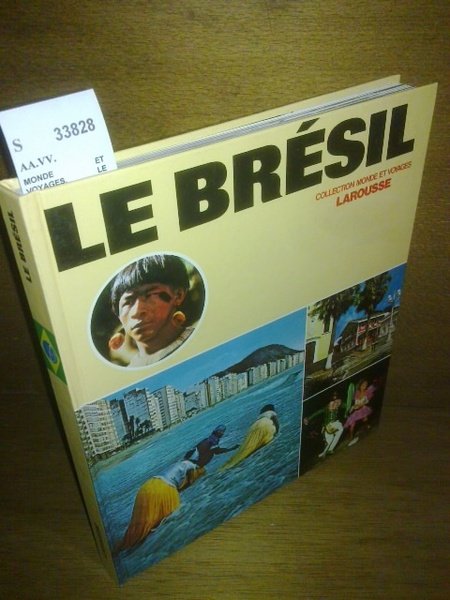 S 33828
AA.VV.
MONDE ET
VOYAGES. LE
LE BRÉSIL
COLLECTION MONDE ET VOYAGES
LAROUSSE
LE BRÉSIL